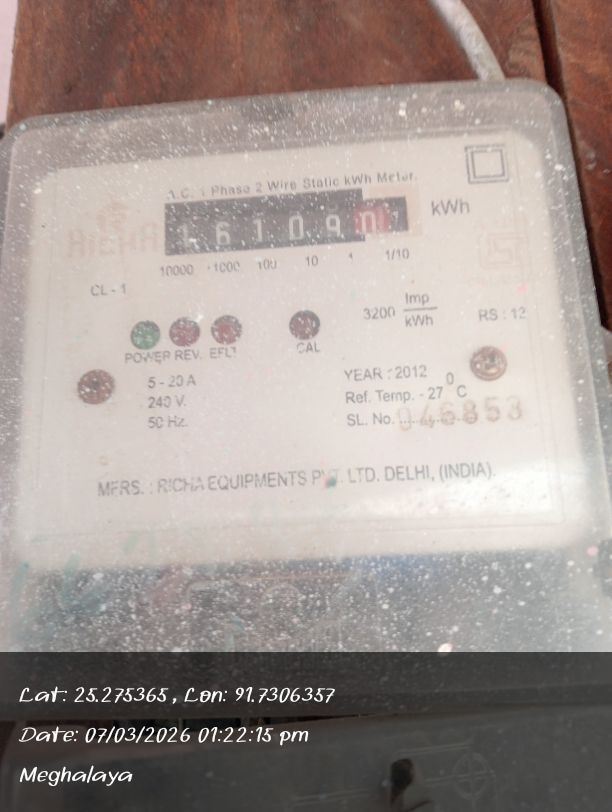 A.C. 1 Phase 2 Wire Static kWh Meter.
RICHA
161090 kWh
10000 1000 100 10 1 1/10
CL - 1
3200 Imp/kWh
RS : 12
POWER REV. EFLT CAL
5 - 20 A
240 V.
50 Hz.
YEAR : 2012
Ref. Temp. - 27 0 C
SL. No. 046853
MFRS. : RICHA EQUIPMENTS PVT. LTD. DELHI, (INDIA).
Lat: 25.275365 , Lon: 91.7306357
Date: 07/03/2026 01:22:15 pm
Meghalaya